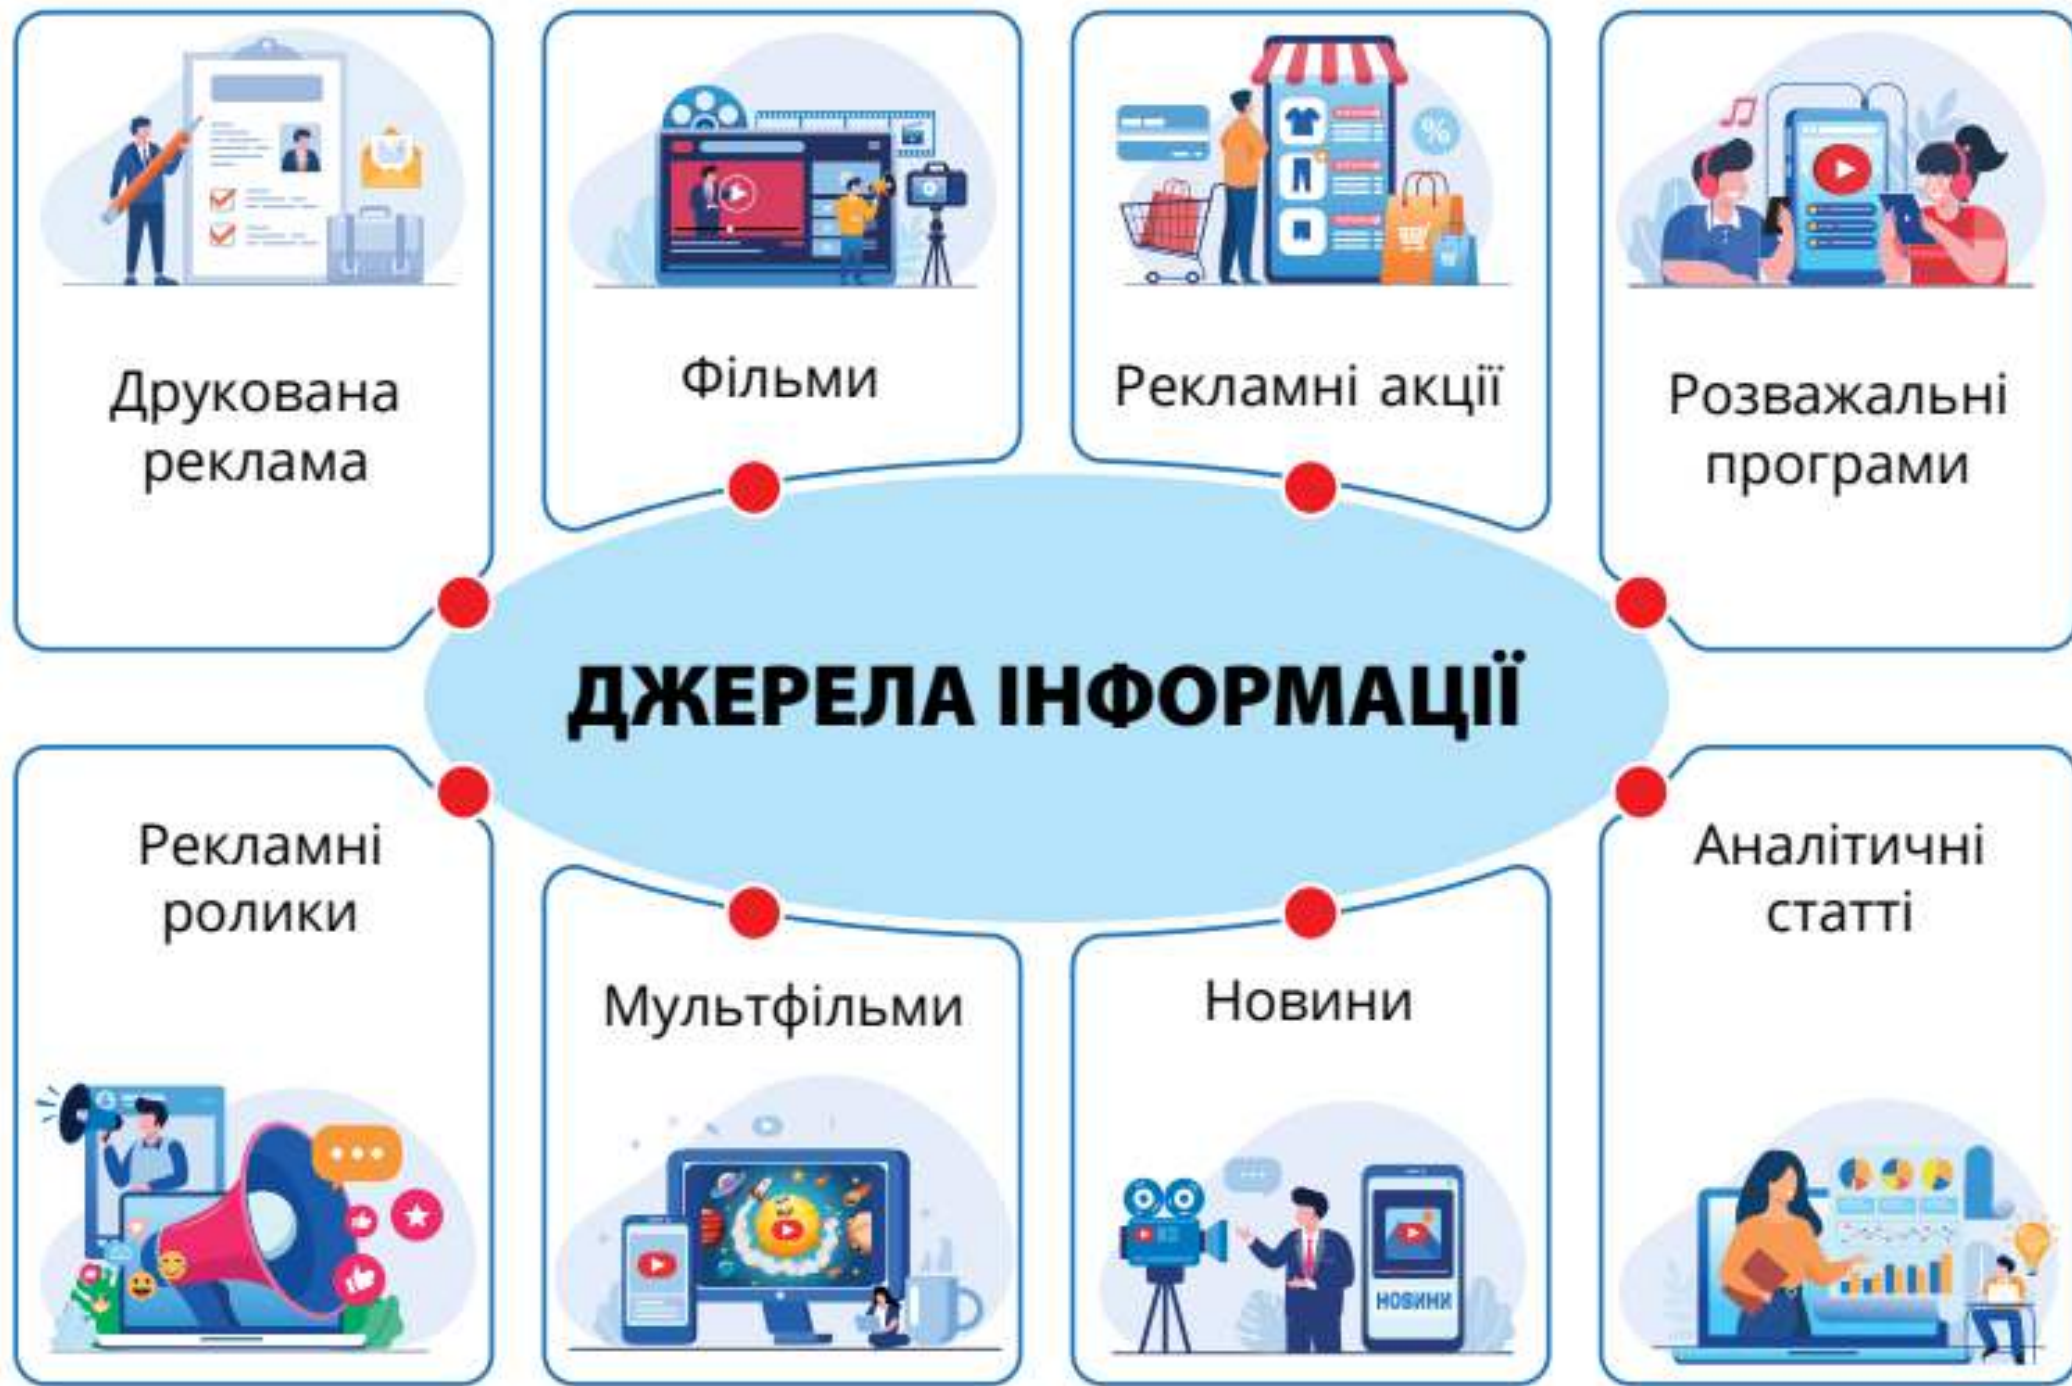 Друкована
реклама
Фільми
Рекламні акції
%
Розважальні
програми
ДЖЕРЕЛА ІНФОРМАЦІЇ
Рекламні
ролики
Мультфільми
Новини
НОВИНИ
Аналітичні
статті